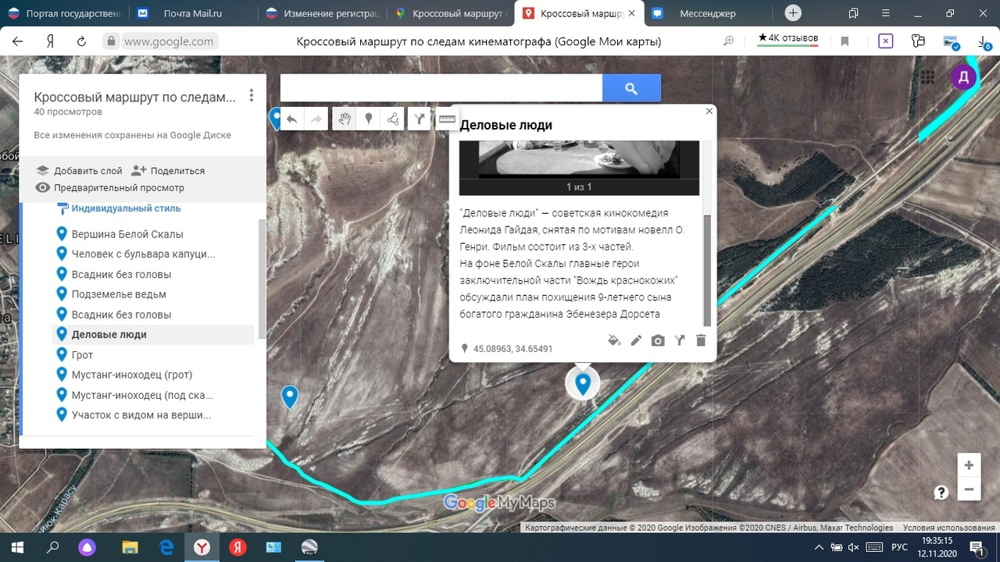 Портал государствен
Почта Mail.ru
Изменение регистрац
Кроссовый маршрут г
Кроссовый маршру
Мессенджер
Я
www.google.com
Кроссовый маршрут по следам кинематографа (Google Мои карты)
★4К отзывов
6
Кроссовый маршрут по следам...
40 просмотров
Все изменения сохранены на Google Диске
Добавить слой
Поделиться
Предварительный просмотр
Индивидуальный стиль
Вершина Белой Скалы
Человек с бульвара капуци...
Всадник без головы
Подземелье ведьм
Всадник без головы
Деловые люди
Грот
Мустанг-иноходец (грот)
Мустанг-иноходец (под ска...
Участок с видом на верши...
Д
Деловые люди
1 из 1
"Деловые люди" — советская кинокомедия
Леонида Гайдая, снятая по мотивам новелл О.
Генри. Фильм состоит из 3-х частей.
На фоне Белой Скалы главные герои
заключительной части "Вождь краснокожих"
обсуждали план похищения 9-летнего сына
богатого гражданина Эбенезера Дорсета
45.08963, 34.65491
Google My Maps
Картографические данные © 2020 Google Изображения ©2020 CNES / Airbus, Maxar Technologies
Условия использования
РУС
19:35:15
12.11.2020
1